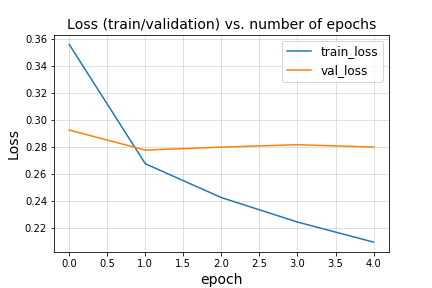 Loss (train/validation) vs. number of epochs
train_loss
val_loss
0.36
0.34
0.32
0.30
0.28
0.26
0.24
0.22
Loss
0.0 0.5 1.0 1.5 2.0 2.5 3.0 3.5 4.0
epoch